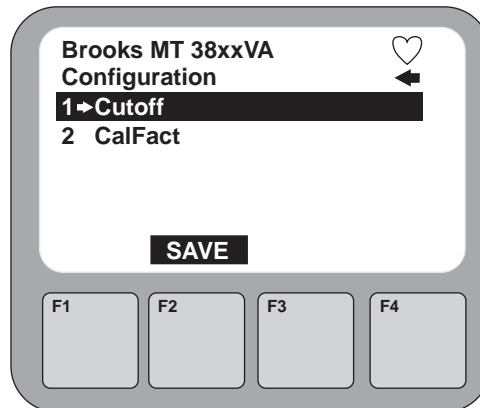 Brooks MT 38xxVA
Configuration
1 Cutoff
2 CalFact
SAVE
F1 F2 F3 F4